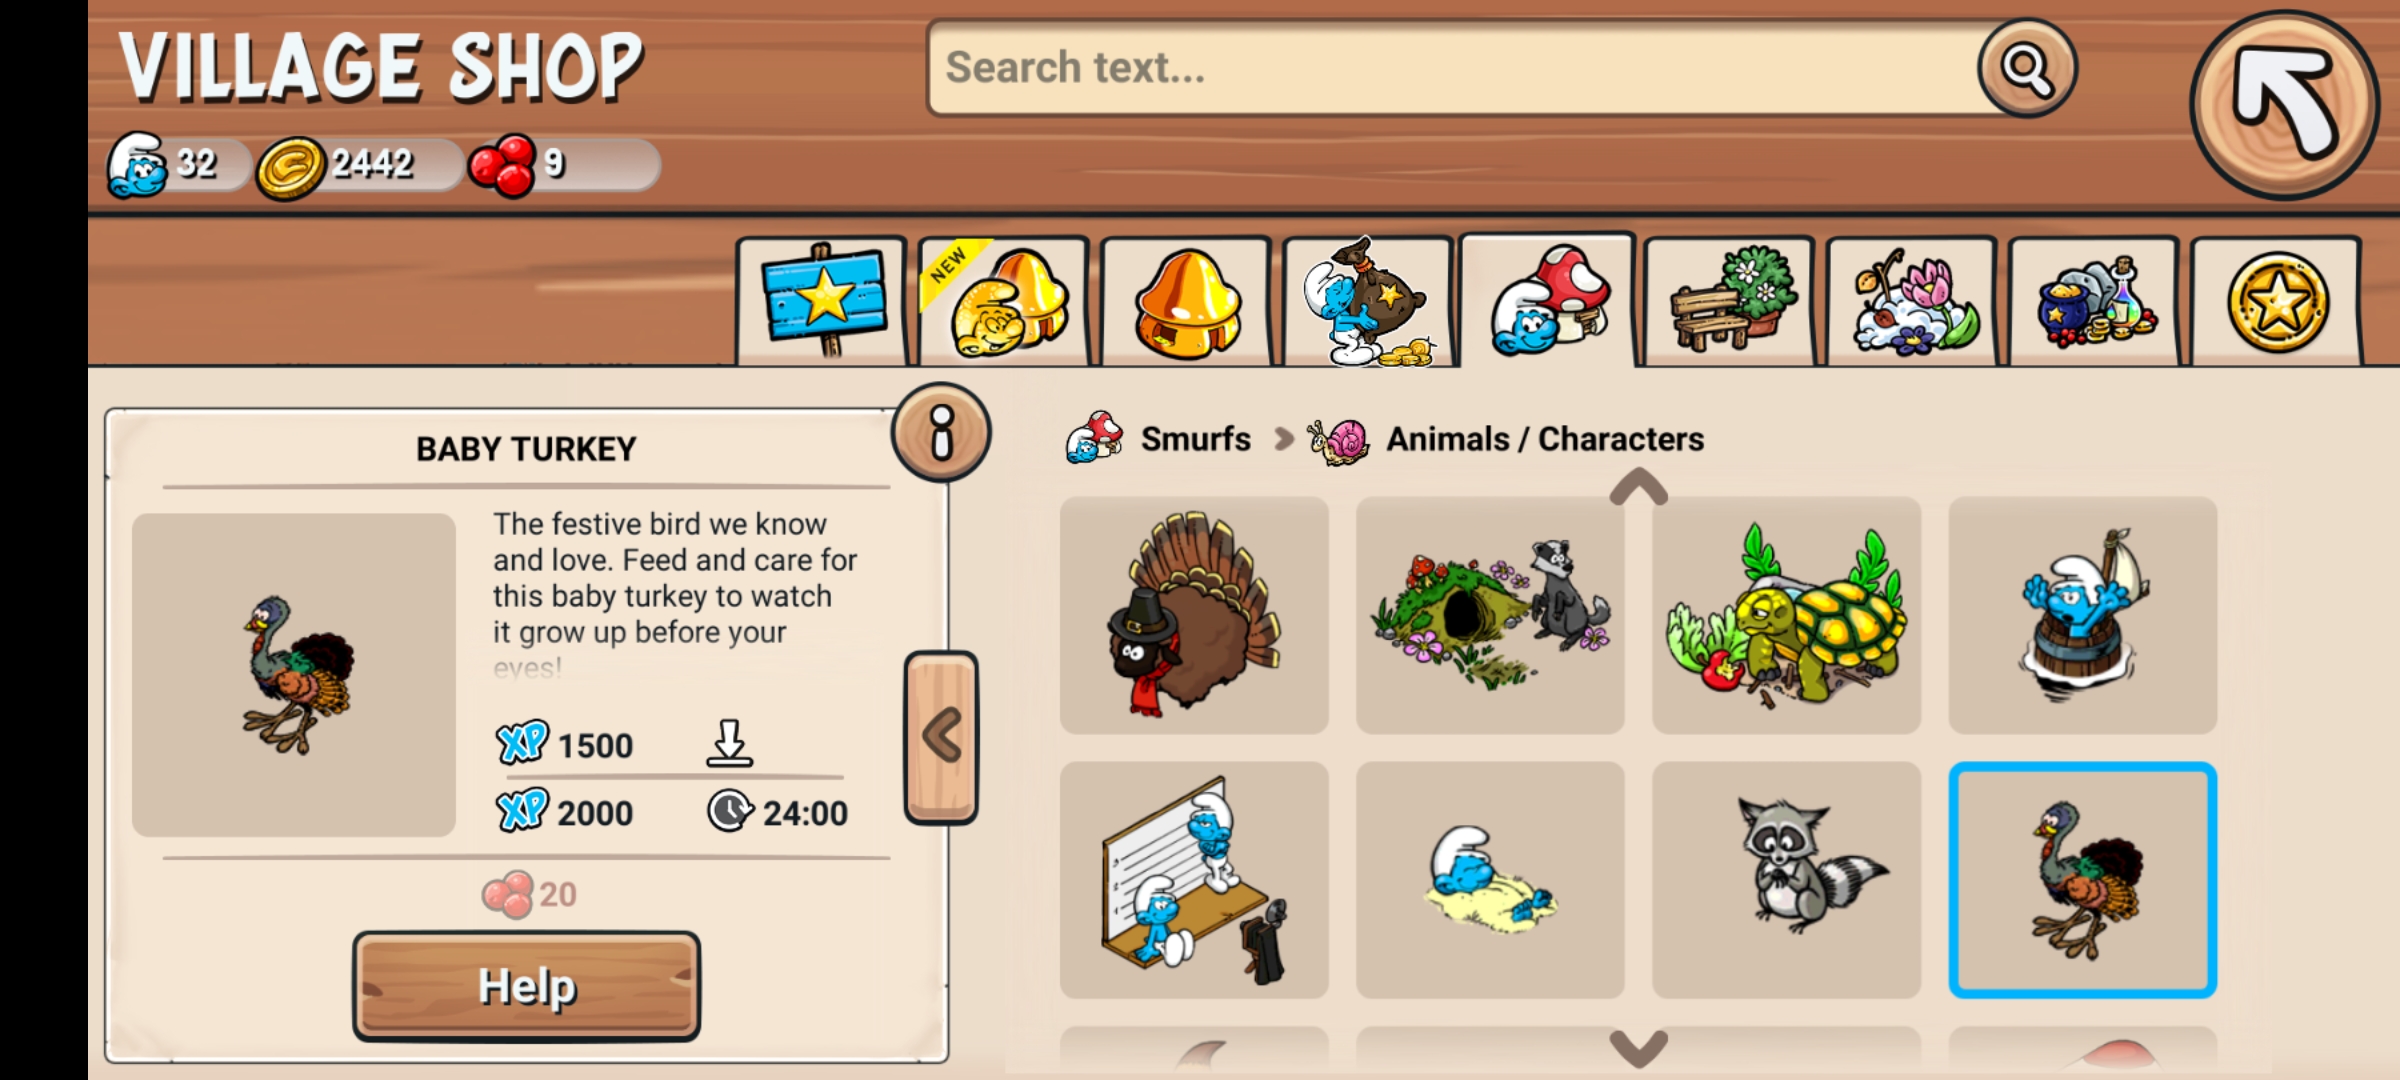 VILLAGE SHOP
Search text...
32
2442
9
NEW
BABY TURKEY
The festive bird we know
and love. Feed and care for
this baby turkey to watch
it grow up before your
eyes!
XP 1500
XP 2000 24:00
20
Help
Smurfs > Animals / Characters